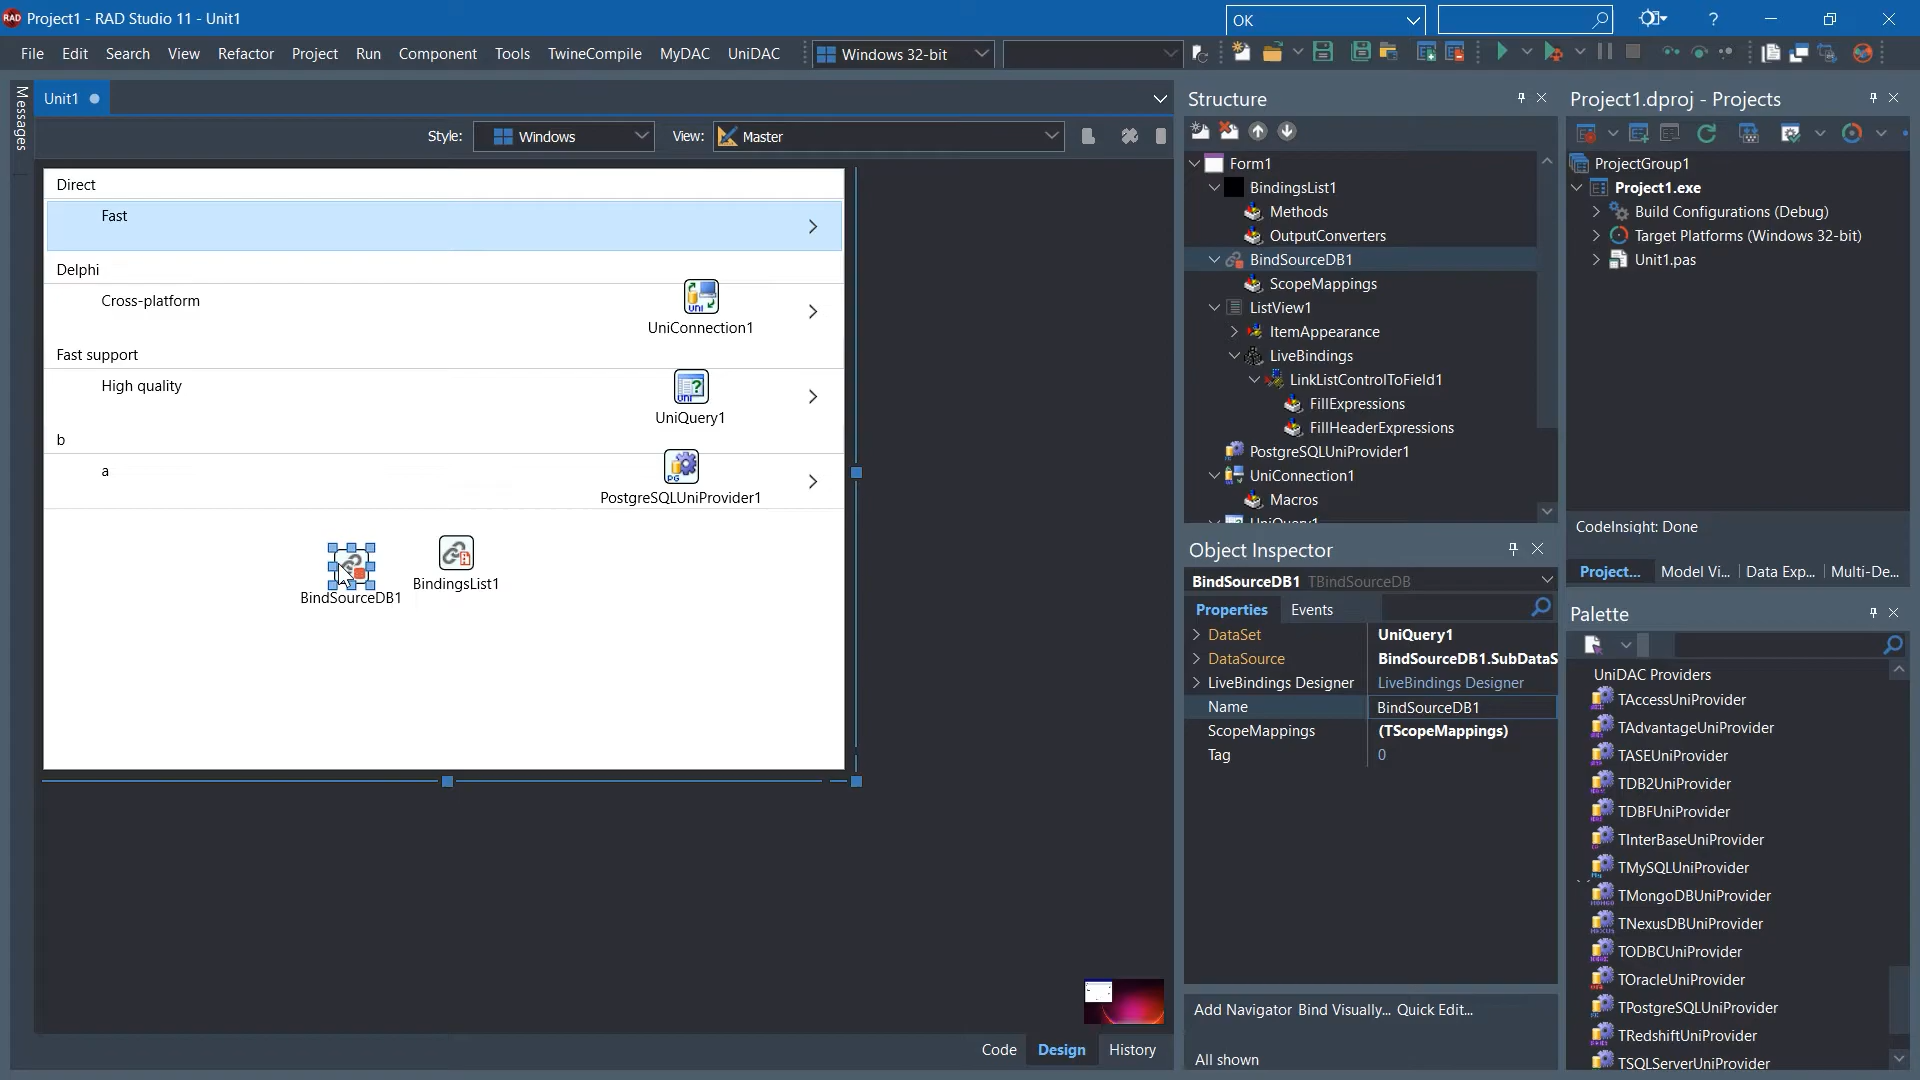 Project1 - RAD Studio 11 - Unit1
OK
File Edit Search View Refactor Project Run Component Tools TwineCompile MyDAC UniDAC
Windows 32-bit
Messages
Unit1
Style:
Windows
View:
Master
Direct
Fast
Delphi
Cross-platform
UniConnection1
Fast support
High quality
UniQuery1
b
a
PostgreSQLUniProvider1
BindSourceDB1
BindingsList1
Code Design History
Structure
Form1
BindingsList1
Methods
OutputConverters
BindSourceDB1
ScopeMappings
ListView1
ItemAppearance
LiveBindings
LinkListControlToField1
FillExpressions
FillHeaderExpressions
PostgreSQLUniProvider1
UniConnection1
Macros
UniQuery1
Object Inspector
BindSourceDB1 TBindSourceDB
Properties Events
DataSet UniQuery1
DataSource BindSourceDB1.SubDataS
LiveBindings Designer LiveBindings Designer
Name BindSourceDB1
ScopeMappings (TScopeMappings)
Tag 0
Add Navigator Bind Visually... Quick Edit...
All shown
Project1.dproj - Projects
ProjectGroup1
Project1.exe
Build Configurations (Debug)
Target Platforms (Windows 32-bit)
Unit1.pas
CodeInsight: Done
Project... Model Vi... Data Exp... Multi-De...
Palette
UniDAC Providers
TAccessUniProvider
TAdvantageUniProvider
TASEUniProvider
TDB2UniProvider
TDBFUniProvider
TInterBaseUniProvider
TMySQLUniProvider
TMongoDBUniProvider
TNexusDBUniProvider
TODBCUniProvider
TOracleUniProvider
TPostgreSQLUniProvider
TRedshiftUniProvider
TSQLServerUniProvider